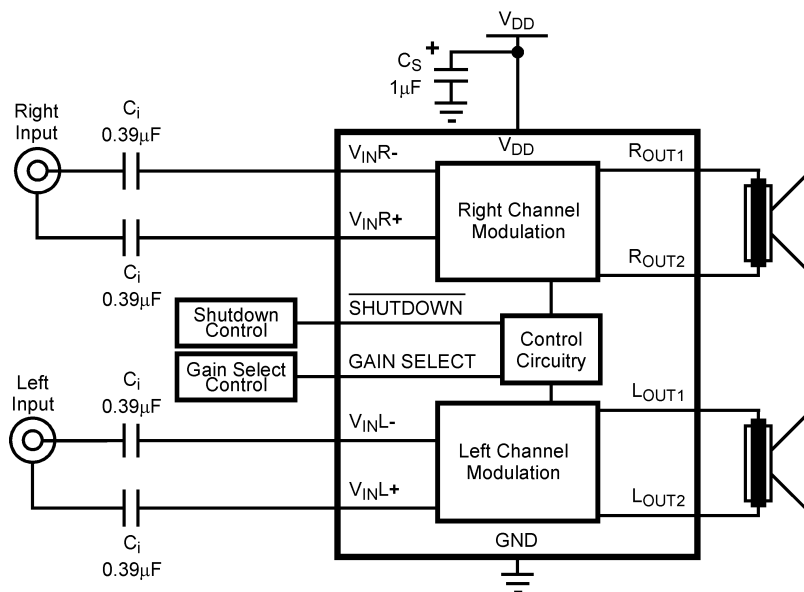 VDD
CS
+
1μF
Right
Input
Ci
0.39μF
VINR-
VDD
ROUT1
VINR+
Right Channel
Modulation
ROUT2
Ci
0.39μF
Shutdown
Control
SHUTDOWN
Control
Circuitry
Gain Select
Control
GAIN SELECT
Left
Input
Ci
0.39μF
VINL-
LOUT1
Left Channel
Modulation
VINL+
LOUT2
Ci
0.39μF
GND